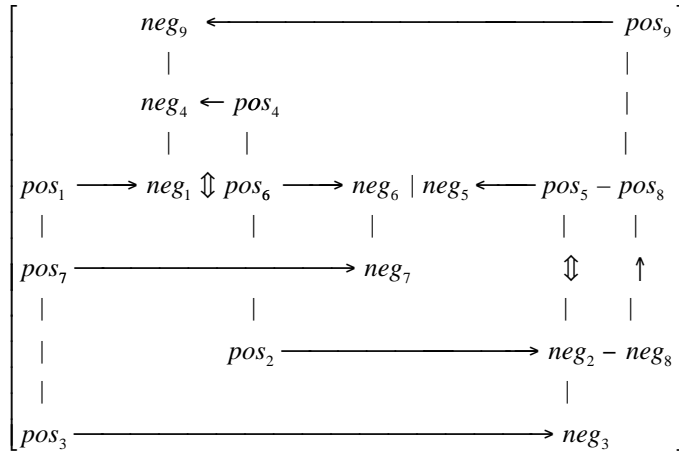 neg₉ ← pos₉
| |
neg₄ ← pos₄ |
| | |
pos₁ → neg₁ ⇕ pos₆ → neg₆ | neg₅ ← pos₅ – pos₈
| | | | |
pos₇ → neg₇ ⇕ ↑
| | | |
| pos₂ → neg₂ – neg₈
| |
pos₃ → neg₃